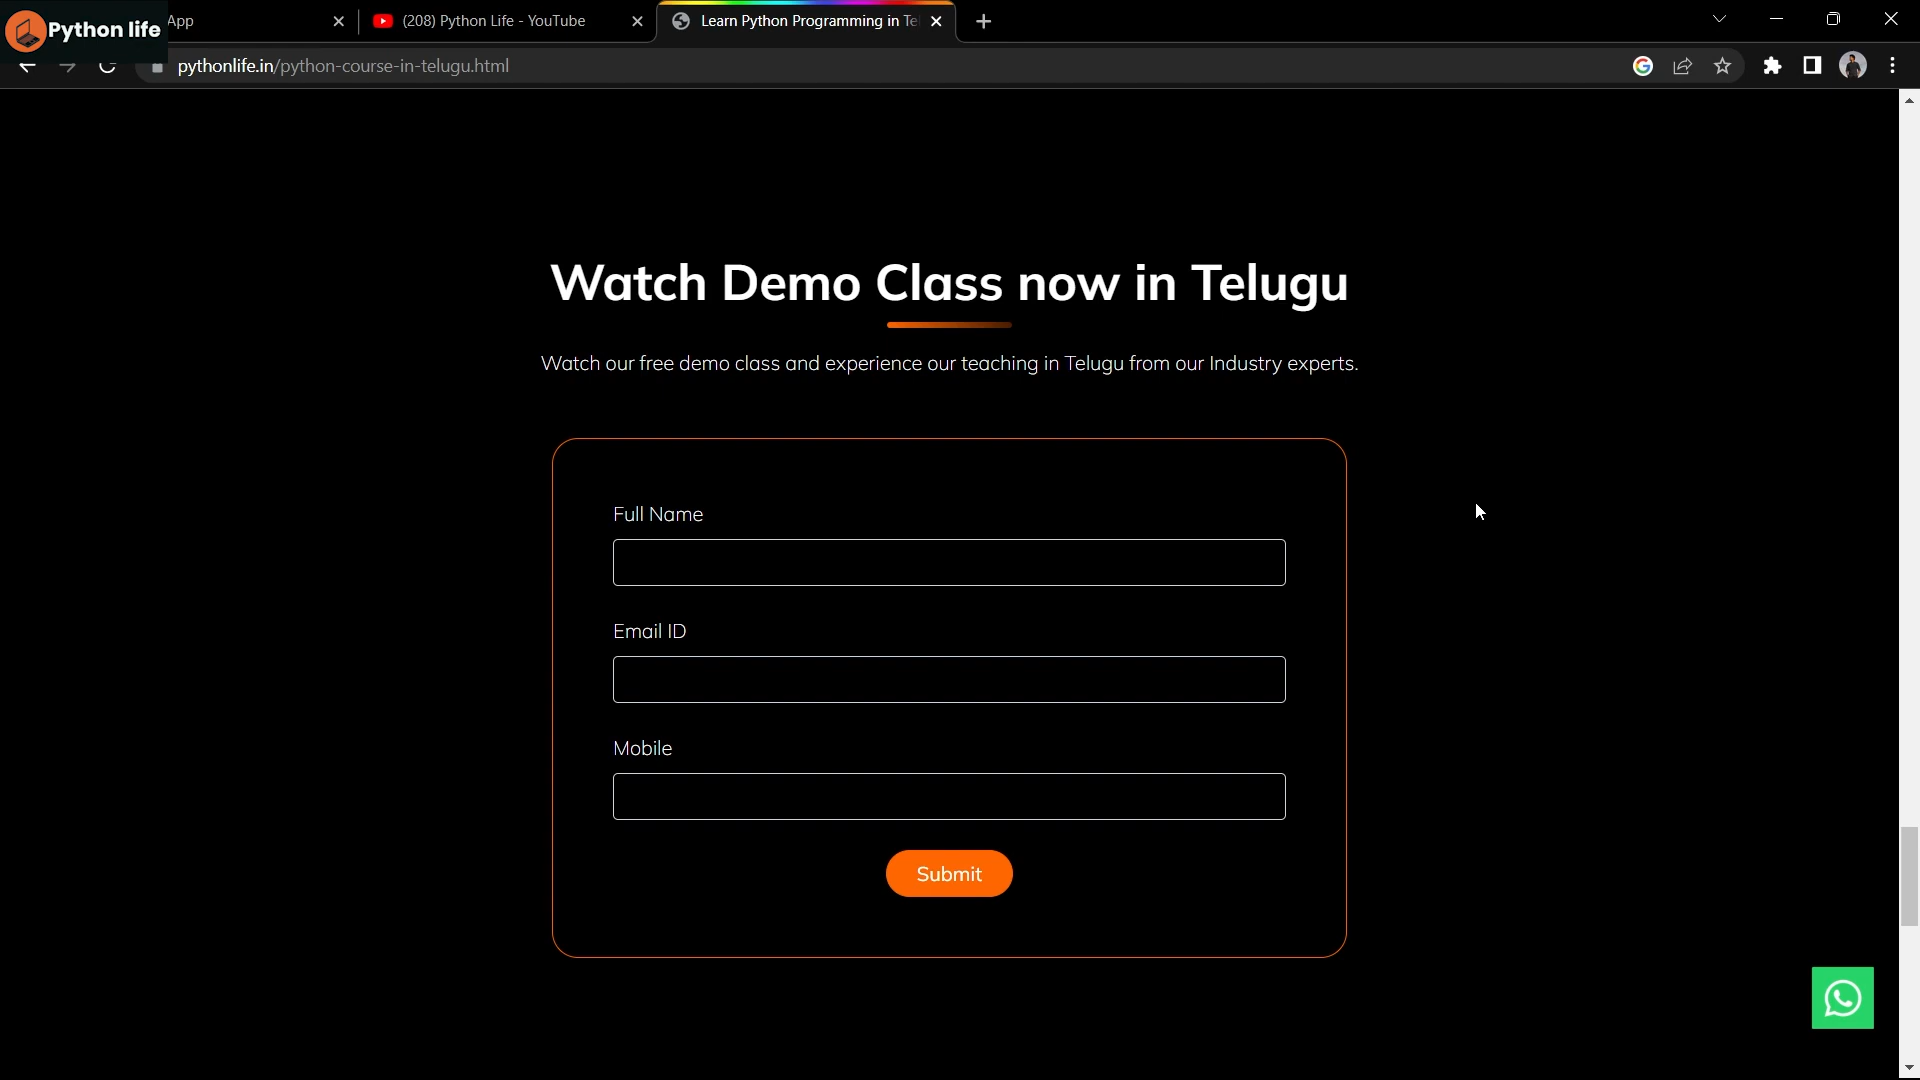 Python life
App
(208) Python Life - YouTube
Learn Python Programming in Te
pythonlife.in/python-course-in-telugu.html
Watch Demo Class now in Telugu
Watch our free demo class and experience our teaching in Telugu from our Industry experts.
Full Name
Email ID
Mobile
Submit